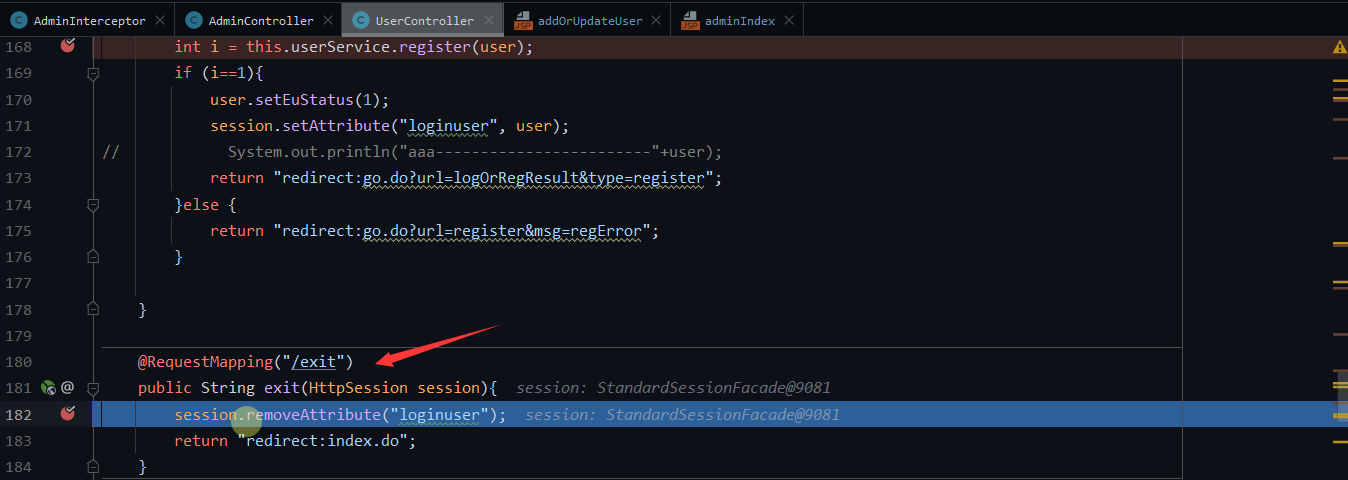 AdminInterceptor AdminController UserController addOrUpdateUser adminIndex
168 int i = this.userService.register(user);
169 if (i==1){
170 user.setEuStatus(1);
171 session.setAttribute("loginuser", user);
172 // System.out.println("aaa------------------------"+user);
173 return "redirect:go.do?url=logOrRegResult&type=register";
174 }else {
175 return "redirect:go.do?url=register&msg=regError";
176 }
177
178 }
179
180 @RequestMapping("/exit")
181 @ public String exit(HttpSession session){ session: StandardSessionFacade@9081
182 session.removeAttribute("loginuser"); session: StandardSessionFacade@9081
183 return "redirect:index.do";
184 }